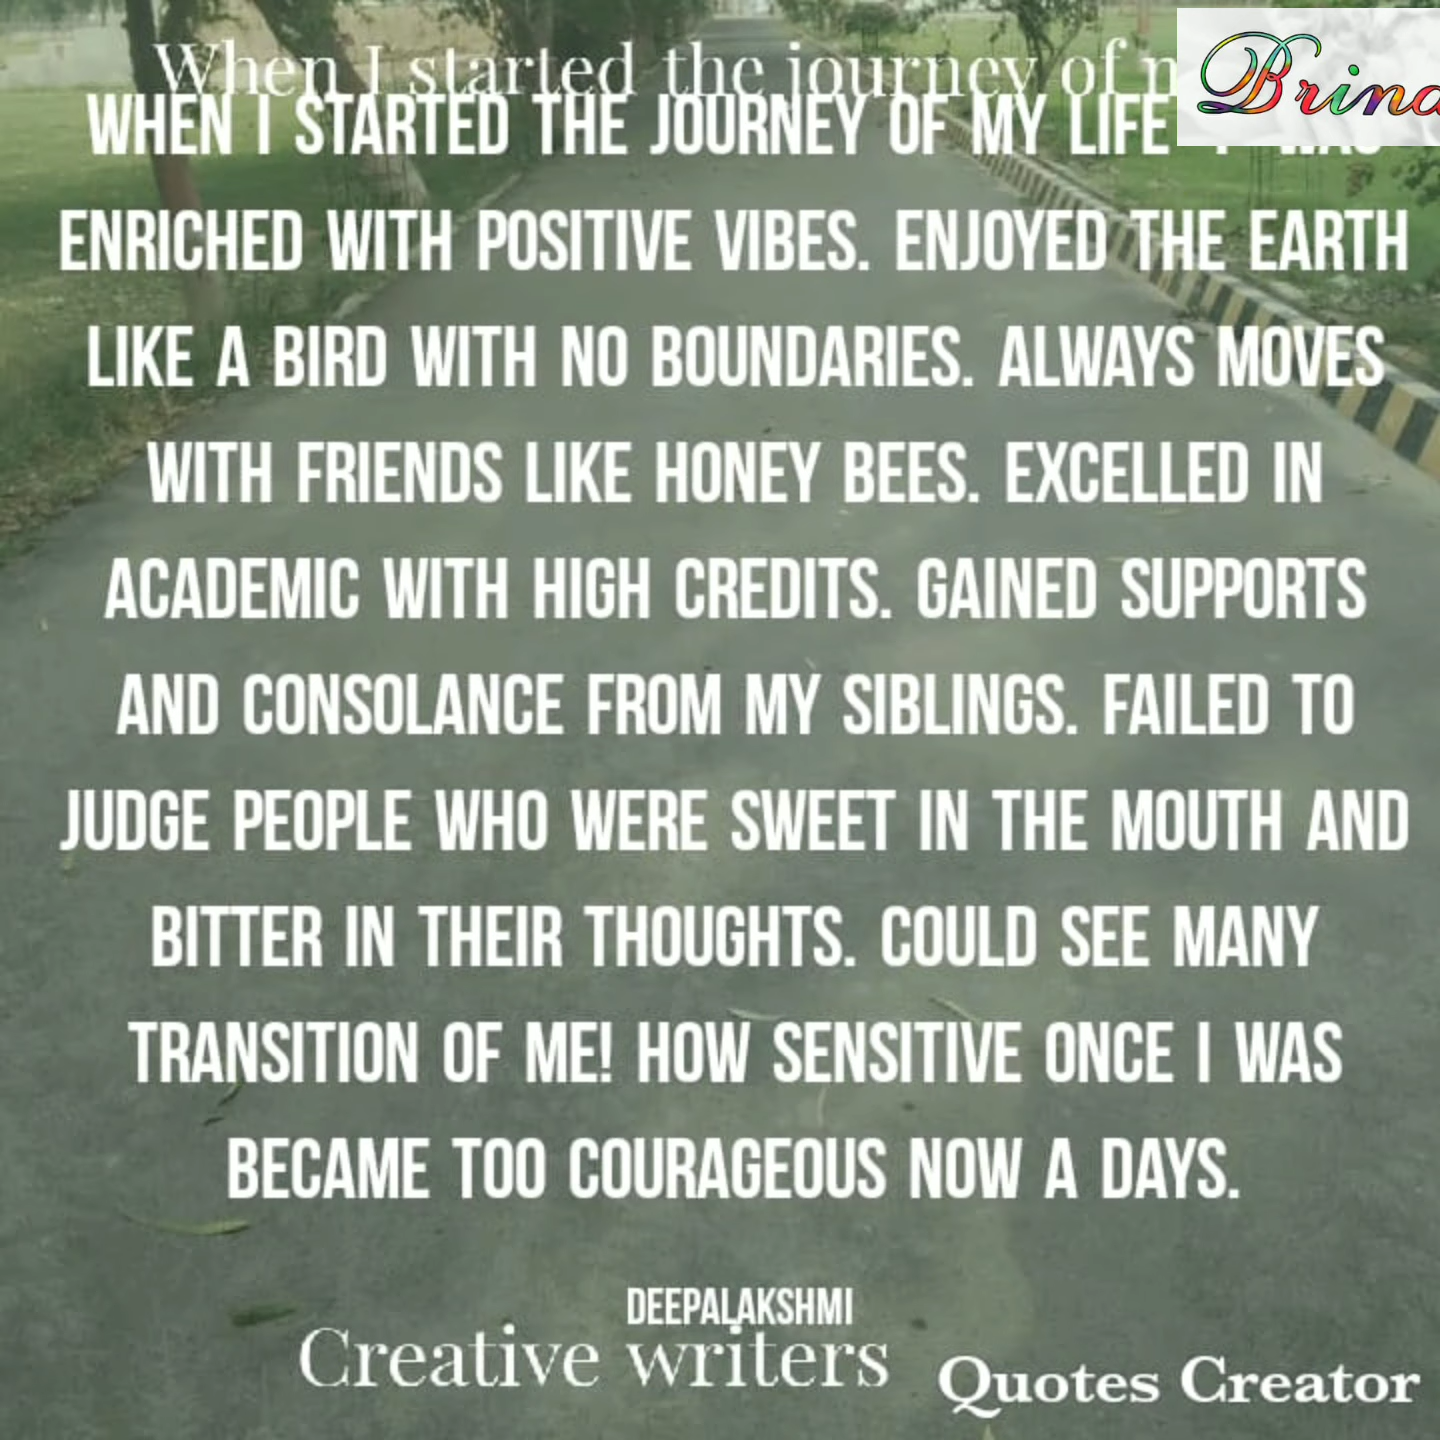 When I started the journey of
Brind
WHEN I STARTED THE JOURNEY OF MY LIFE I WAS
ENRICHED WITH POSITIVE VIBES. ENJOYED THE EARTH
LIKE A BIRD WITH NO BOUNDARIES. ALWAYS MOVES
WITH FRIENDS LIKE HONEY BEES. EXCELLED IN
ACADEMIC WITH HIGH CREDITS. GAINED SUPPORTS
AND CONSOLANCE FROM MY SIBLINGS. FAILED TO
JUDGE PEOPLE WHO WERE SWEET IN THE MOUTH AND
BITTER IN THEIR THOUGHTS. COULD SEE MANY
TRANSITION OF ME! HOW SENSITIVE ONCE I WAS
BECAME TOO COURAGEOUS NOW A DAYS.
DEEPALAKSHMI
Creative writers
Quotes Creator